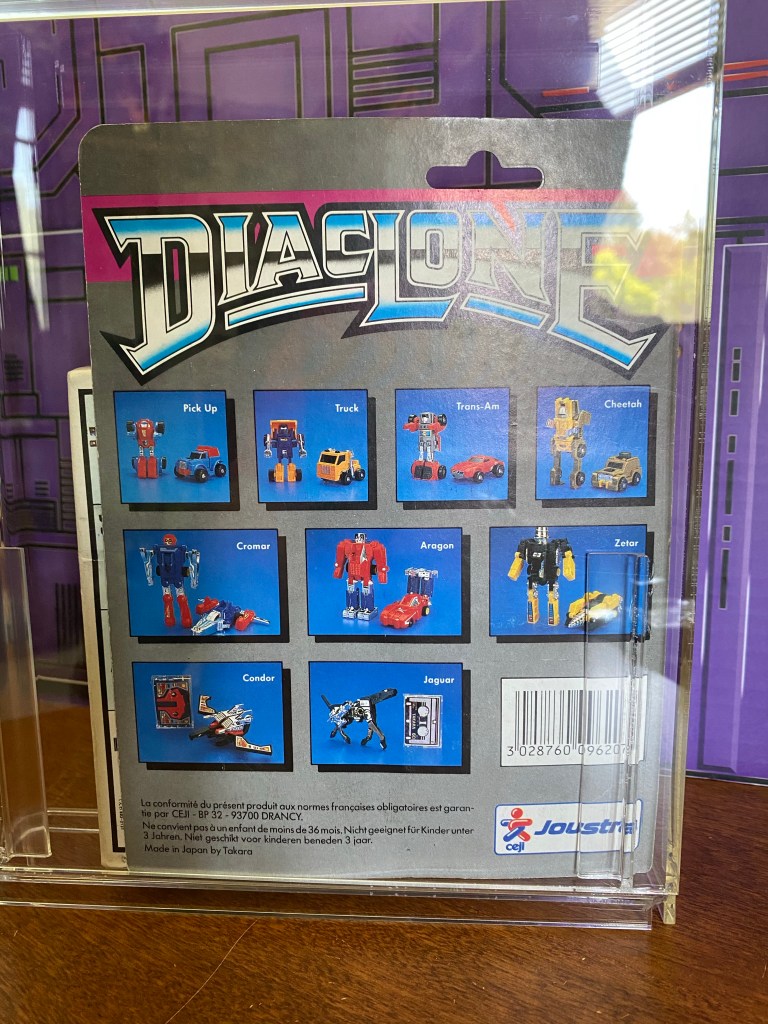 DIACLONE
Pick Up
Truck
Trans-Am
Cheetah
Cromar
Aragon
Zetar
Condor
Jaguar
3 028760 09620
La conformité du présent produit aux normes françaises obligatoires est garan-
tie par CEJI - BP 32 - 93700 DRANCY.
Ne convient pas à un enfant de moins de 36 mois. Nicht geeignet für Kinder unter
3 Jahren. Niet geschikt voor kinderen beneden 3 jaar.
Made in Japan by Takara
ceji
Joustra